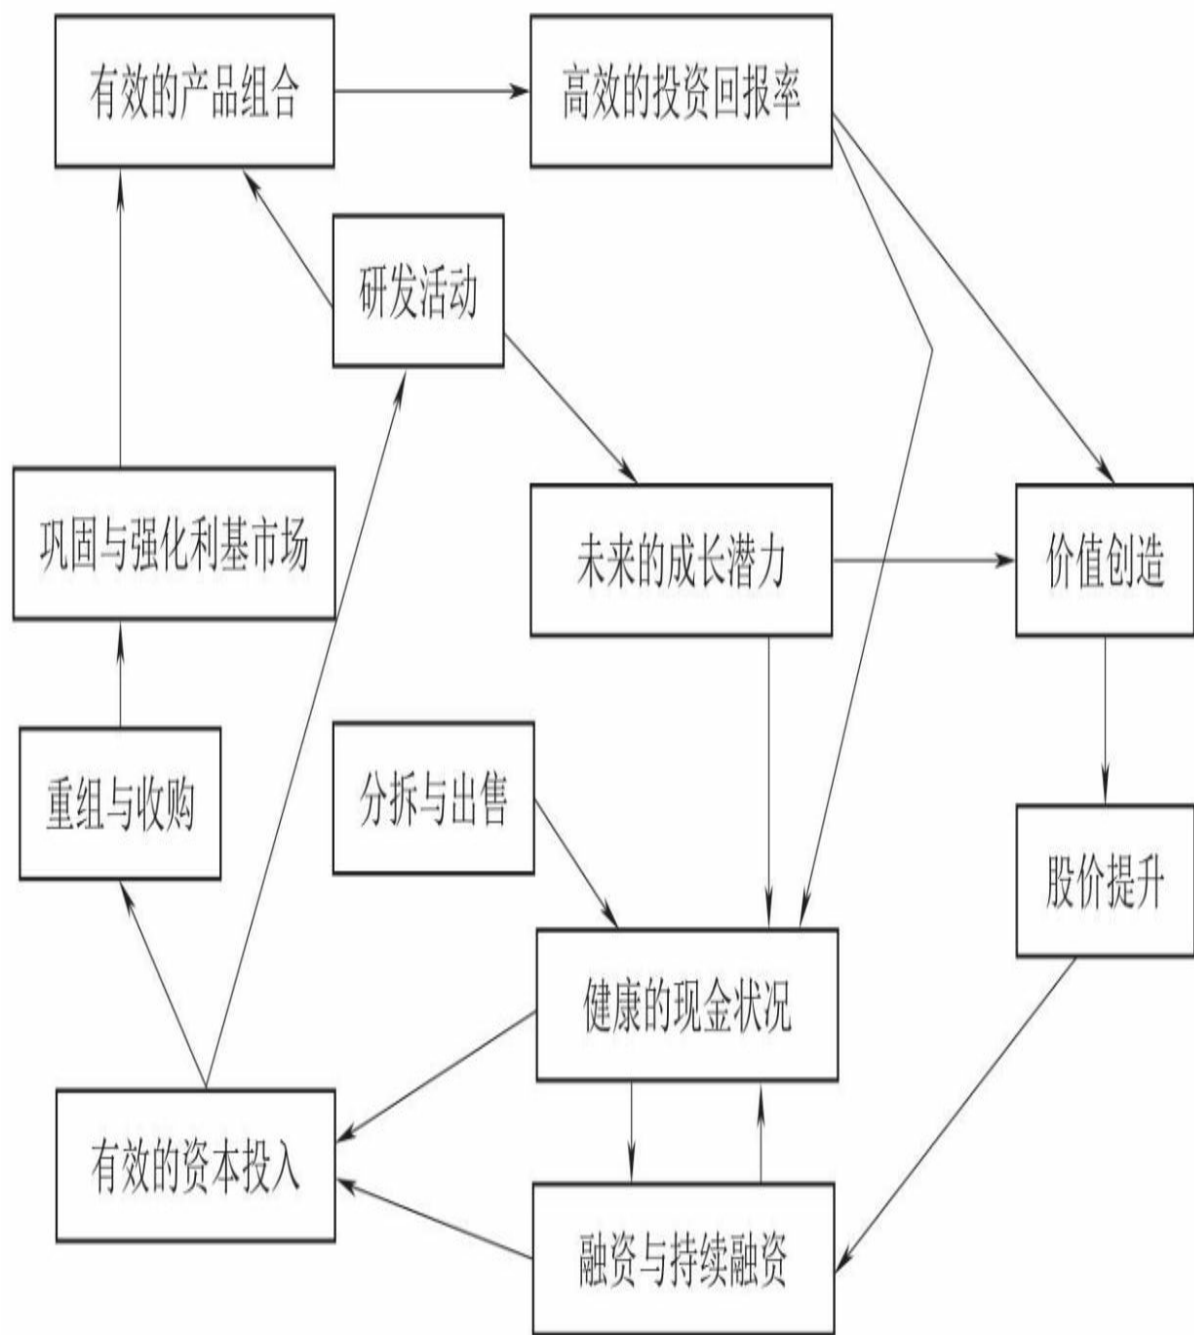 有效的产品组合
高效的投资回报率
研发活动
巩固与强化利基市场
未来的成长潜力
价值创造
重组与收购
分拆与出售
股价提升
健康的现金状况
有效的资本投入
融资与持续融资